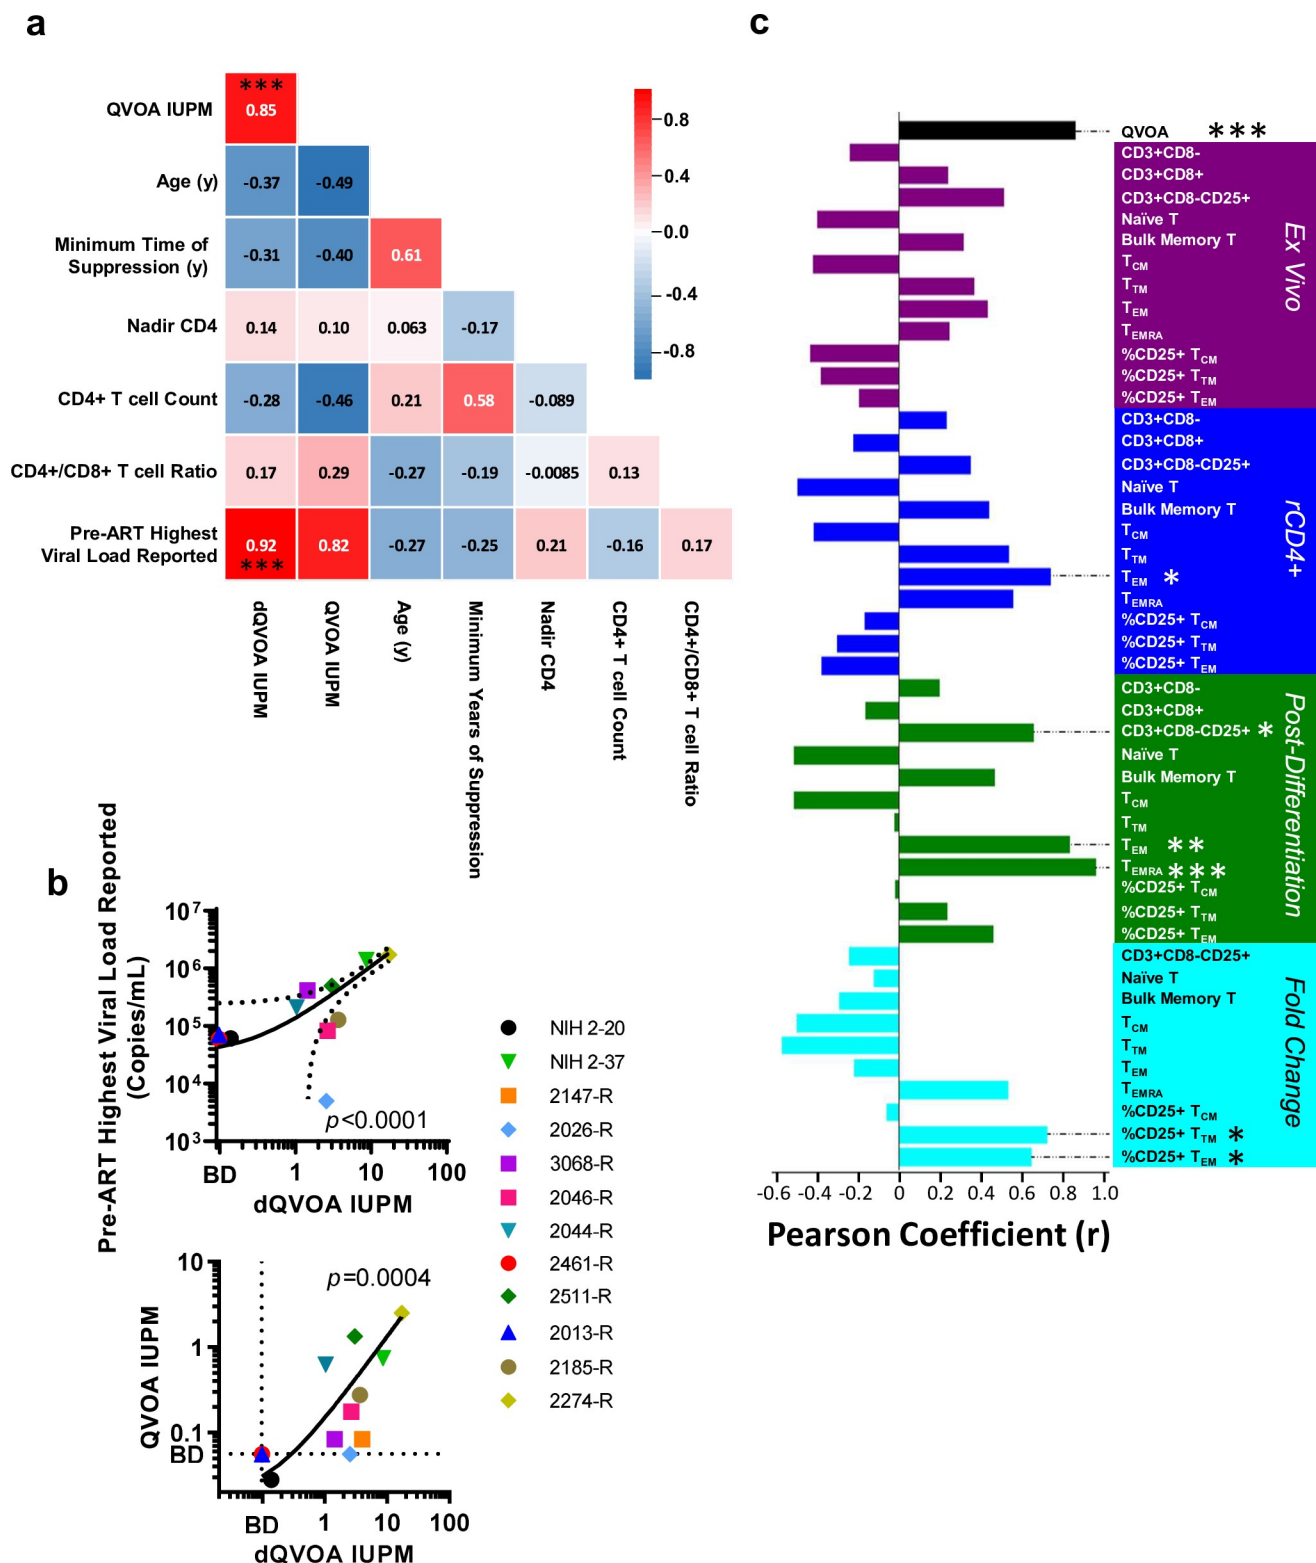 a
QVOA IUPM
***
0.85
Age (y)
-0.37 -0.49
Minimum Time of
Suppression (y)
-0.31 -0.40 0.61
Nadir CD4
0.14 0.10 0.063 -0.17
CD4+ T cell Count
-0.28 -0.46 0.21 0.58 -0.089
CD4+/CD8+ T cell Ratio
0.17 0.29 -0.27 -0.19 -0.0085 0.13
Pre-ART Highest
Viral Load Reported
0.92 0.82 -0.27 -0.25 0.21 -0.16 0.17
***
dQVOA IUPM
QVOA IUPM
Age (y)
Minimum Years of Suppression
Nadir CD4
CD4+ T cell Count
CD4+/CD8+ T cell Ratio
0.8
0.4
0.0
-0.4
-0.8
b
Pre-ART Highest Viral Load Reported
(Copies/mL)
10⁷
10⁶
10⁵
10⁴
10³
p<0.0001
BD 1 10 100
dQVOA IUPM
QVOA IUPM
10
1
0.1
BD
p=0.0004
BD 1 10 100
dQVOA IUPM
NIH 2-20
NIH 2-37
2147-R
2026-R
3068-R
2046-R
2044-R
2461-R
2511-R
2013-R
2185-R
2274-R
c
QVOA ***
Ex Vivo
CD3+CD8-
CD3+CD8+
CD3+CD8-CD25+
Naïve T
Bulk Memory T
TCM
TTM
TEM
TEMRA
%CD25+ TCM
%CD25+ TTM
%CD25+ TEM
rCD4+
CD3+CD8-
CD3+CD8+
CD3+CD8-CD25+
Naïve T
Bulk Memory T
TCM
TTM
TEM *
TEMRA
%CD25+ TCM
%CD25+ TTM
%CD25+ TEM
Post-Differentiation
CD3+CD8-
CD3+CD8+
CD3+CD8-CD25+ *
Naïve T
Bulk Memory T
TCM
TTM
TEM **
TEMRA ***
%CD25+ TCM
%CD25+ TTM
%CD25+ TEM
Fold Change
CD3+CD8-CD25+
Naïve T
Bulk Memory T
TCM
TTM
TEM
TEMRA
%CD25+ TCM
%CD25+ TTM *
%CD25+ TEM *
-0.6 -0.4 -0.2 0 0.2 0.4 0.6 0.8 1.0
Pearson Coefficient (r)